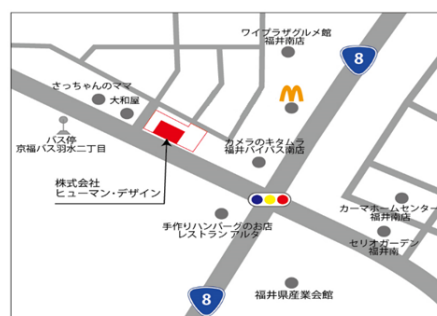 ワイプラザグルメ館
福井南店
8
さっちゃんのママ
大和屋
バス停
京福バス羽水二丁目
カメラのキタムラ
福井バイパス南店
株式会社
ヒューマン・デザイン
カーマホームセンター
福井南店
手作りハンバーグのお店
レストラン アルタ
セリオガーデン
福井南
8
福井県産業会館